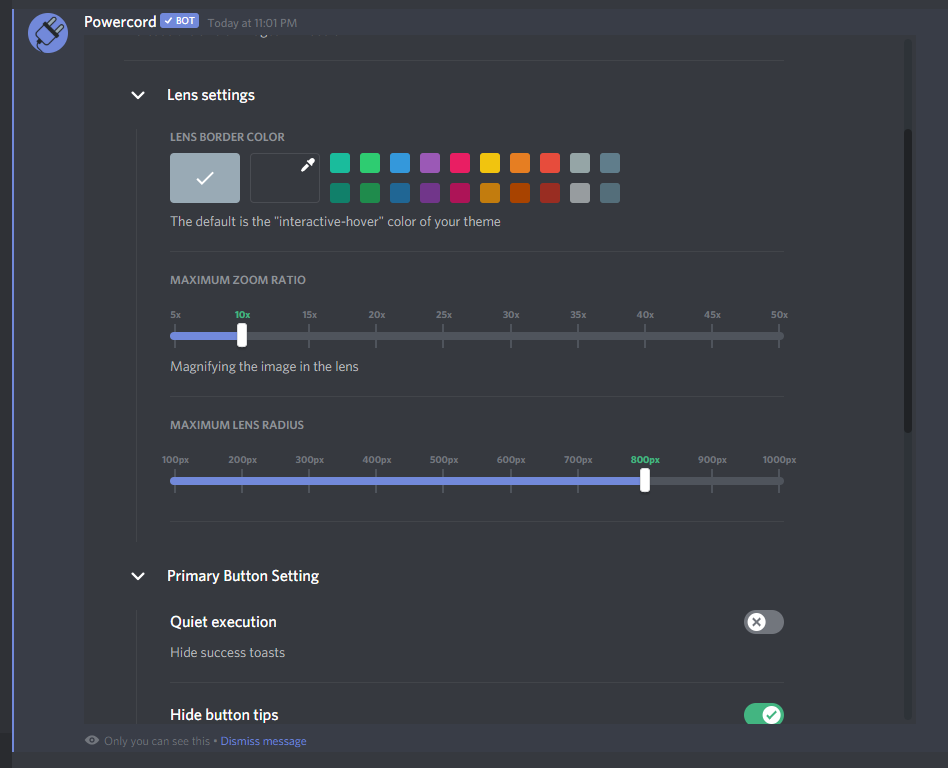 Powercord BOT Today at 11:01 PM
Lens settings
LENS BORDER COLOR
The default is the "interactive-hover" color of your theme
MAXIMUM ZOOM RATIO
5x 10x 15x 20x 25x 30x 35x 40x 45x 50x
Magnifying the image in the lens
MAXIMUM LENS RADIUS
100px 200px 300px 400px 500px 600px 700px 800px 900px 1000px
Primary Button Setting
Quiet execution
Hide success toasts
Hide button tips
Only you can see this • Dismiss message